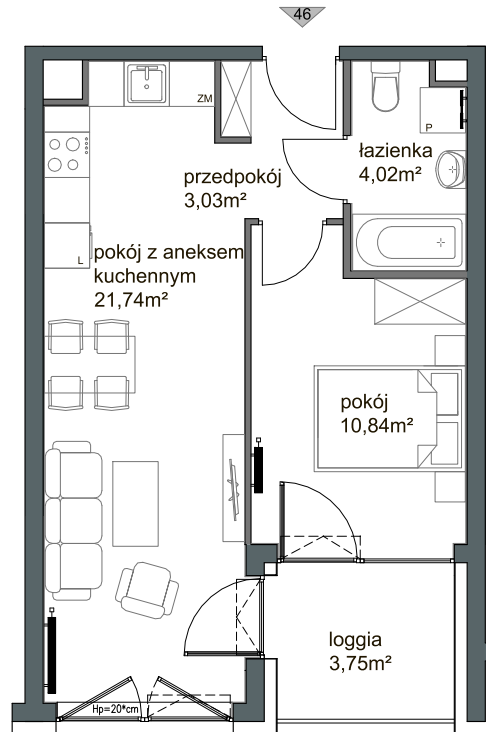 46
ZM
P
łazienka
4,02m²
przedpokój
3,03m²
L
pokój z aneksem
kuchennym
21,74m²
pokój
10,84m²
loggia
3,75m²
Hp=20*cm